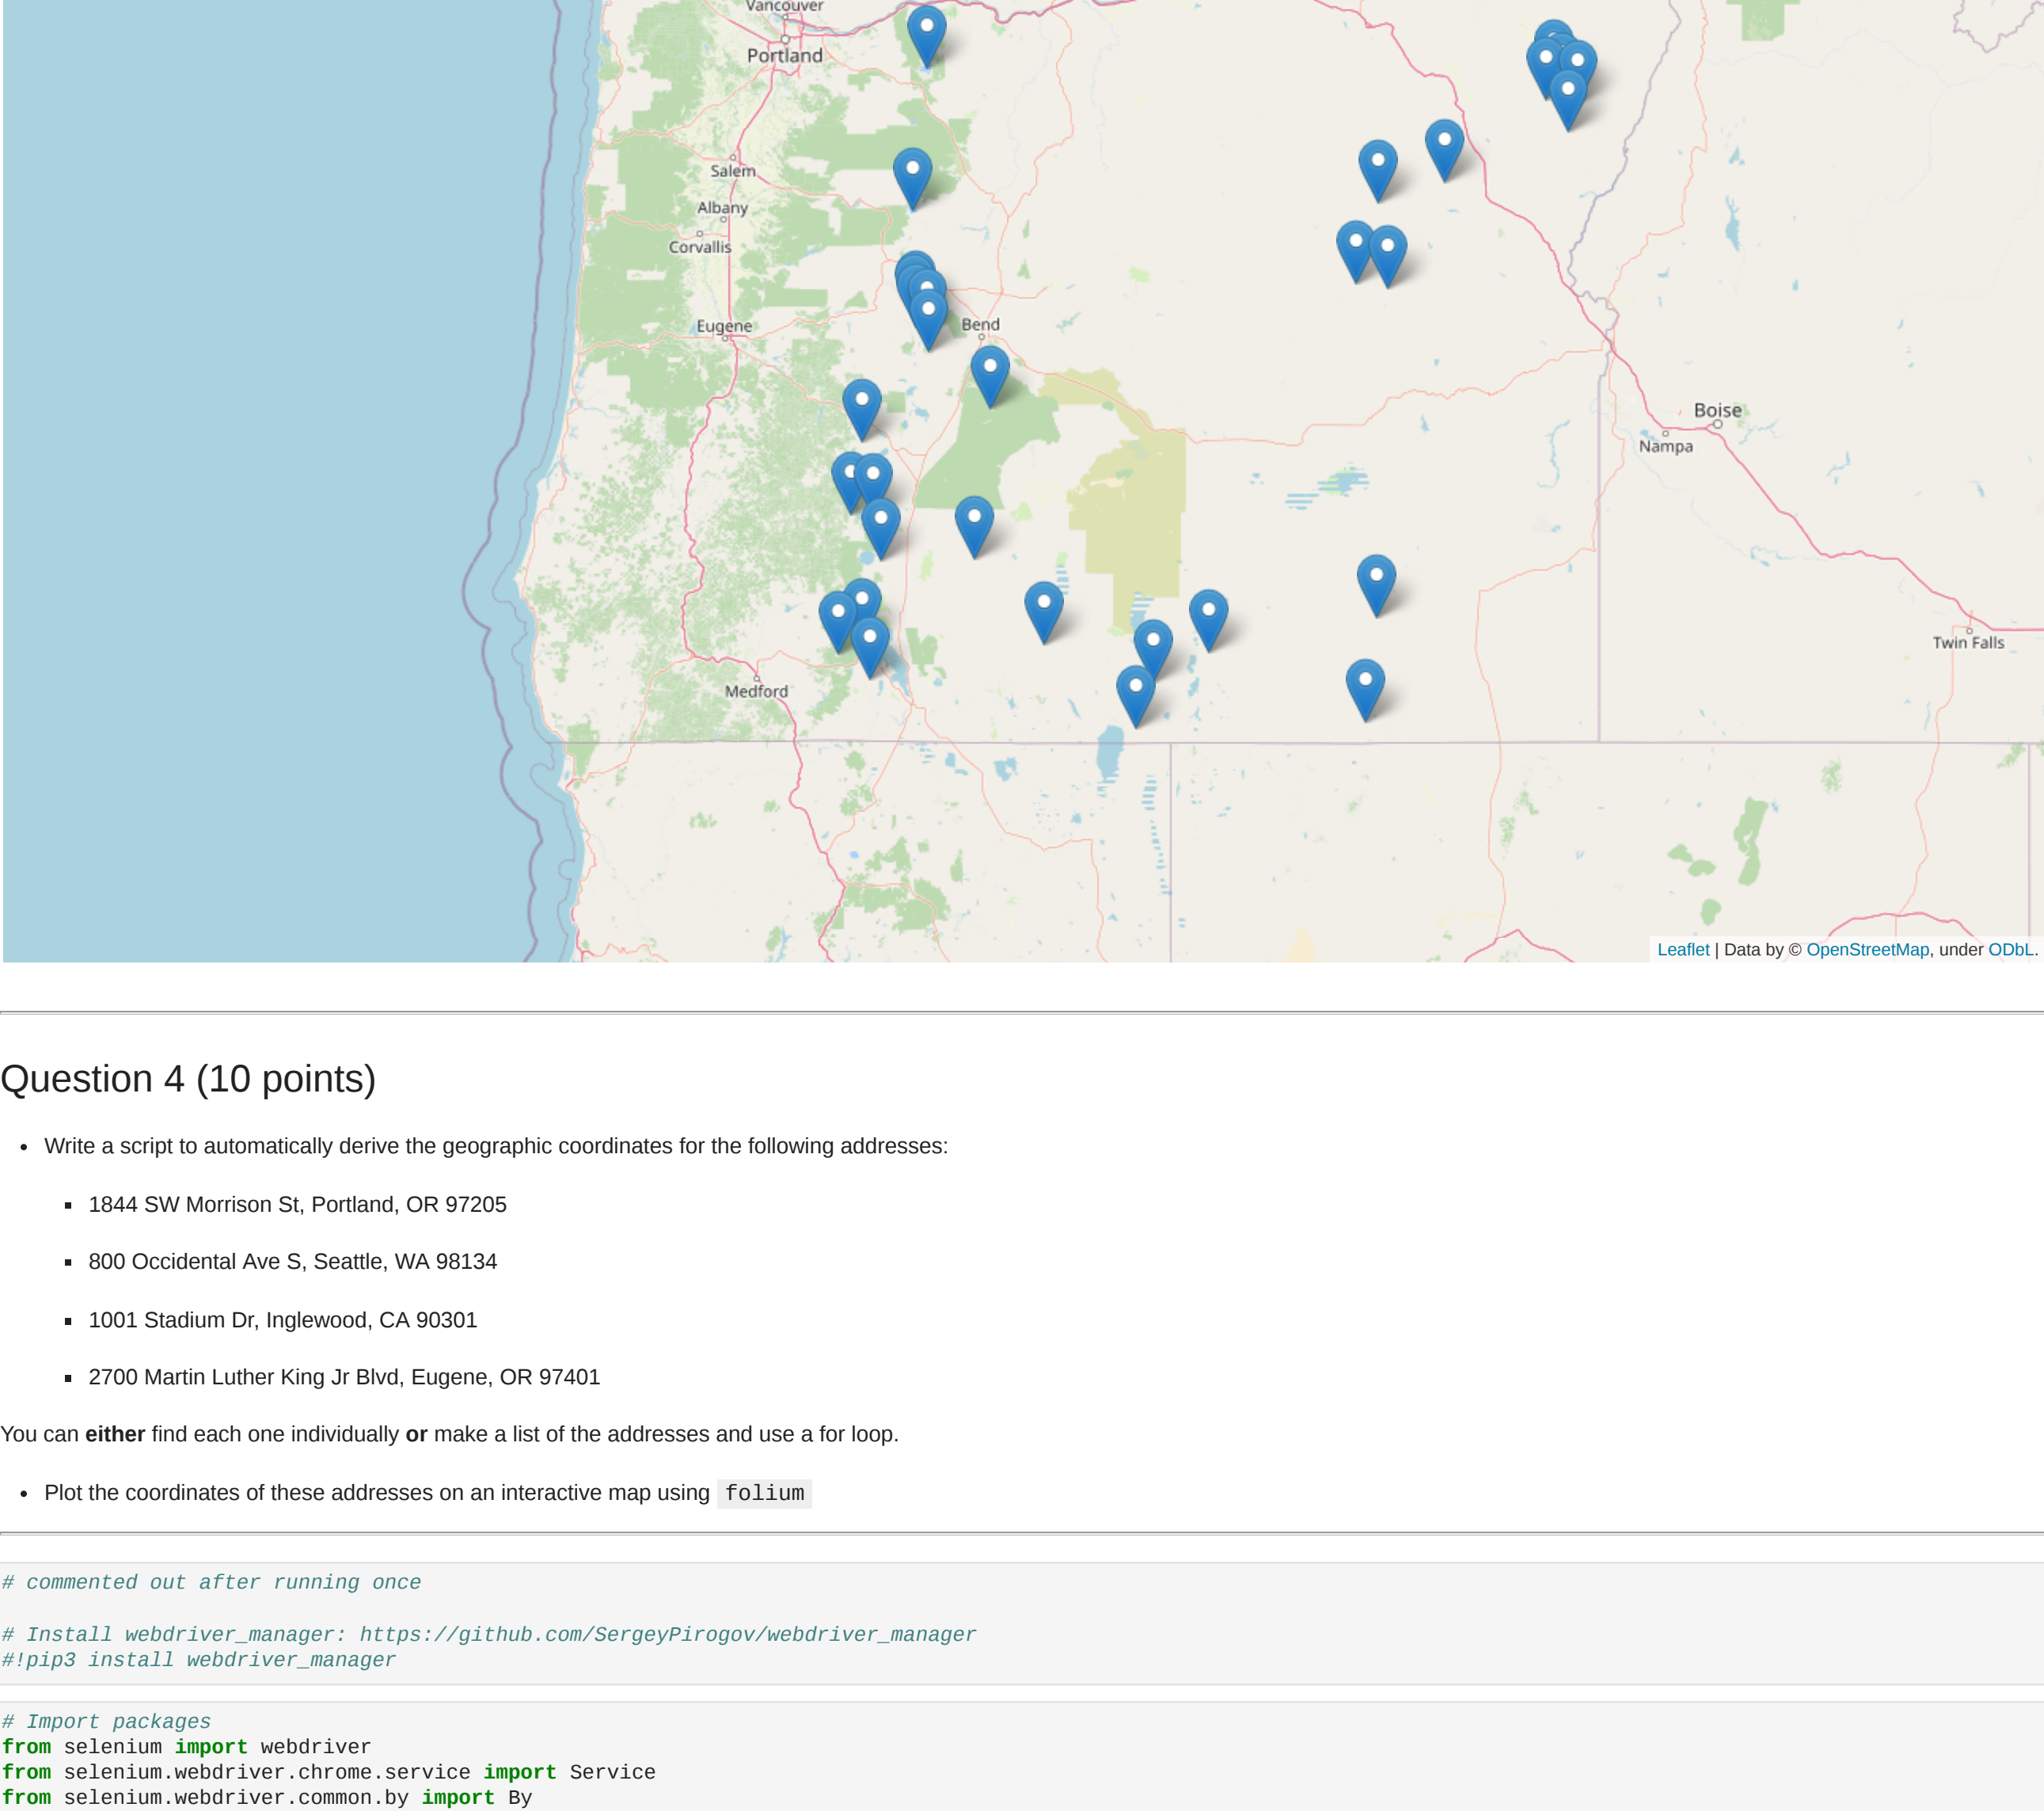 Vancouver
Portland
Salem
Albany
Corvallis
Eugene
Bend
Boise
Nampa
Twin Falls
Medford
Leaflet | Data by © OpenStreetMap, under ODbL.
Question 4 (10 points)
• Write a script to automatically derive the geographic coordinates for the following addresses:
▪ 1844 SW Morrison St, Portland, OR 97205
▪ 800 Occidental Ave S, Seattle, WA 98134
▪ 1001 Stadium Dr, Inglewood, CA 90301
▪ 2700 Martin Luther King Jr Blvd, Eugene, OR 97401
You can either find each one individually or make a list of the addresses and use a for loop.
• Plot the coordinates of these addresses on an interactive map using folium
# commented out after running once
# Install webdriver_manager: https://github.com/SergeyPirogov/webdriver_manager
#!pip3 install webdriver_manager
# Import packages
from selenium import webdriver
from selenium.webdriver.chrome.service import Service
from selenium.webdriver.common.by import By